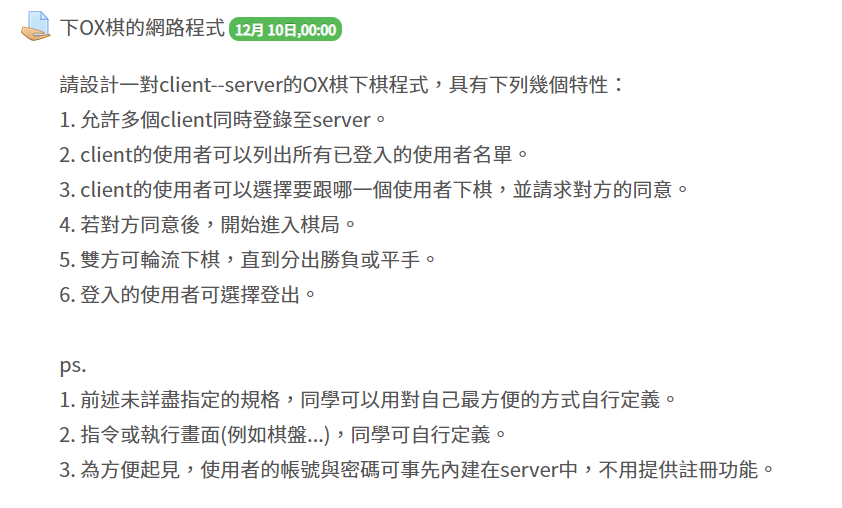 下OX棋的網路程式 12月 10日,00:00
請設計一對client--server的OX棋下棋程式，具有下列幾個特性：
1. 允許多個client同時登錄至server。
2. client的使用者可以列出所有已登入的使用者名單。
3. client的使用者可以選擇要跟哪一個使用者下棋，並請求對方的同意。
4. 若對方同意後，開始進入棋局。
5. 雙方可輪流下棋，直到分出勝負或平手。
6. 登入的使用者可選擇登出。
ps.
1. 前述未詳盡指定的規格，同學可以用對自己最方便的方式自行定義。
2. 指令或執行畫面(例如棋盤...)，同學可自行定義。
3. 為方便起見，使用者的帳號與密碼可事先內建在server中，不用提供註冊功能。